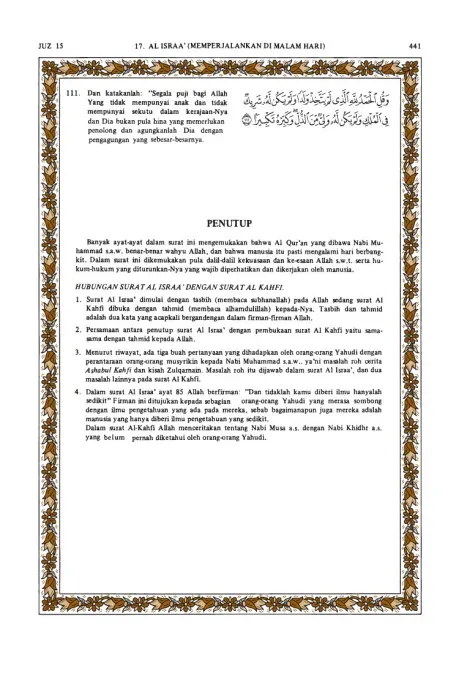 JUZ 15 17. AL ISRAA' (MEMPERJALANKAN DI MALAM HARI) 441
111. Dan katakanlah: "Segala puji bagi Allah
Yang tidak mempunyai anak dan tidak
mempunyai sekutu dalam kerajaan-Nya
dan Dia bukan pula hina yang memerlukan
penolong dan agungkanlah Dia dengan
pengagungan yang sebesar-besarnya.
وَقُلِ الْحَمْدُ لِلَّهِ الَّذِي لَمْ يَتَّخِذْ وَلَدًا وَلَمْ يَكُنْ لَهُ شَرِيكٌ
فِي الْمُلْكِ وَلَمْ يَكُنْ لَهُ وَلِيٌّ مِنَ الذُّلِّ وَكَبِّرْهُ تَكْبِيرًا ۝
PENUTUP
Banyak ayat-ayat dalam surat ini mengemukakan bahwa Al Qur'an yang dibawa Nabi Mu-
hammad s.a.w. benar-benar wahyu Allah, dan bahwa manusia itu pasti mengalami hari berbang-
kit. Dalam surat ini dikemukakan pula dalil-dalil kekuasaan dan ke-esaan Allah s.w.t. serta hu-
kum-hukum yang diturunkan-Nya yang wajib diperhatikan dan dikerjakan oleh manusia.
HUBUNGAN SURAT AL ISRAA' DENGAN SURAT AL KAHFI.
1. Surat Al Israa' dimulai dengan tasbih (membaca subhanallah) pada Allah sedang surat Al
Kahfi dibuka dengan tahmid (membaca alhamdulillah) kepada-Nya. Tasbih dan tahmid
adalah dua kata yang acapkali bergandengan dalam firman-firman Allah.
2. Persamaan antara penutup surat Al Israa' dengan pembukaan surat Al Kahfi yaitu sama-
sama dengan tahmid kepada Allah.
3. Menurut riwayat, ada tiga buah pertanyaan yang dihadapkan oleh orang-orang Yahudi dengan
perantaraan orang-orang musyrikin kepada Nabi Muhammad s.a.w.. ya'ni masalah roh cerita
Ashabul Kahfi dan kisah Zulqarnain. Masalah roh itu dijawab dalam surat Al Israa', dan dua
masalah lainnya pada surat Al Kahfi.
4. Dalam surat Al Israa' ayat 85 Allah berfirman: "Dan tidaklah kamu diberi ilmu hanyalah
sedikit" Firman ini ditujukan kepada sebagian orang-orang Yahudi yang merasa sombong
dengan ilmu pengetahuan yang ada pada mereka, sebab bagaimanapun juga mereka adalah
manusia yang hanya diberi ilmu pengetahuan yang sedikit.
Dalam surat Al-Kahfi Allah menceritakan tentang Nabi Musa a.s. dengan Nabi Khidhr a.s.
yang belum pernah diketahui oleh orang-orang Yahudi.